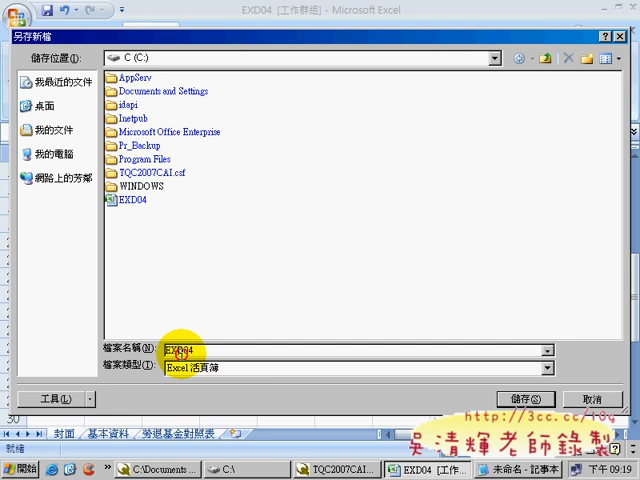 EXD04 [工作群組] - Microsoft Excel
另存新檔
儲存位置(I):
C (C:)
我最近的文件
桌面
我的文件
我的電腦
網路上的芳鄰
AppServ
Documents and Settings
idapi
Inetpub
Microsoft Office Enterprise
Pr_Backup
Program Files
TQC2007CAI.csf
WINDOWS
EXD04
檔案名稱(N):
EXD04
檔案類型(T):
Excel 活頁簿
工具(L)
儲存(S)
取消
30
封面
基本資料
勞退基金對照表
就緒
http://3cc.cc/10q
吳清輝老師錄製
開始
C:\Documents ...
C:\
TQC2007CAI...
EXD04 [工作...
未命名 - 記事本
下午 09:19